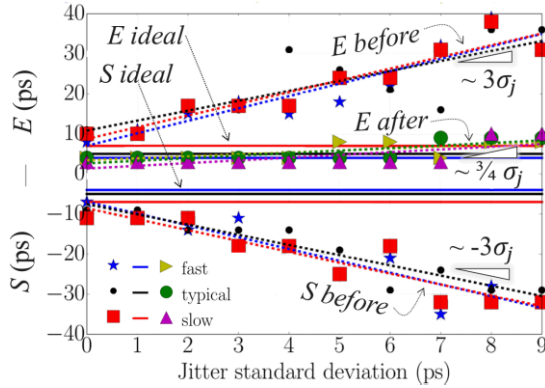 40
30
20
10
0
−10
−20
−30
−40
S (ps) — E (ps)
E ideal
S ideal
E before
~ 3σj
E after
~ ¾ σj
~ -3σj
S before
fast
typical
slow
0 1 2 3 4 5 6 7 8 9
Jitter standard deviation (ps)